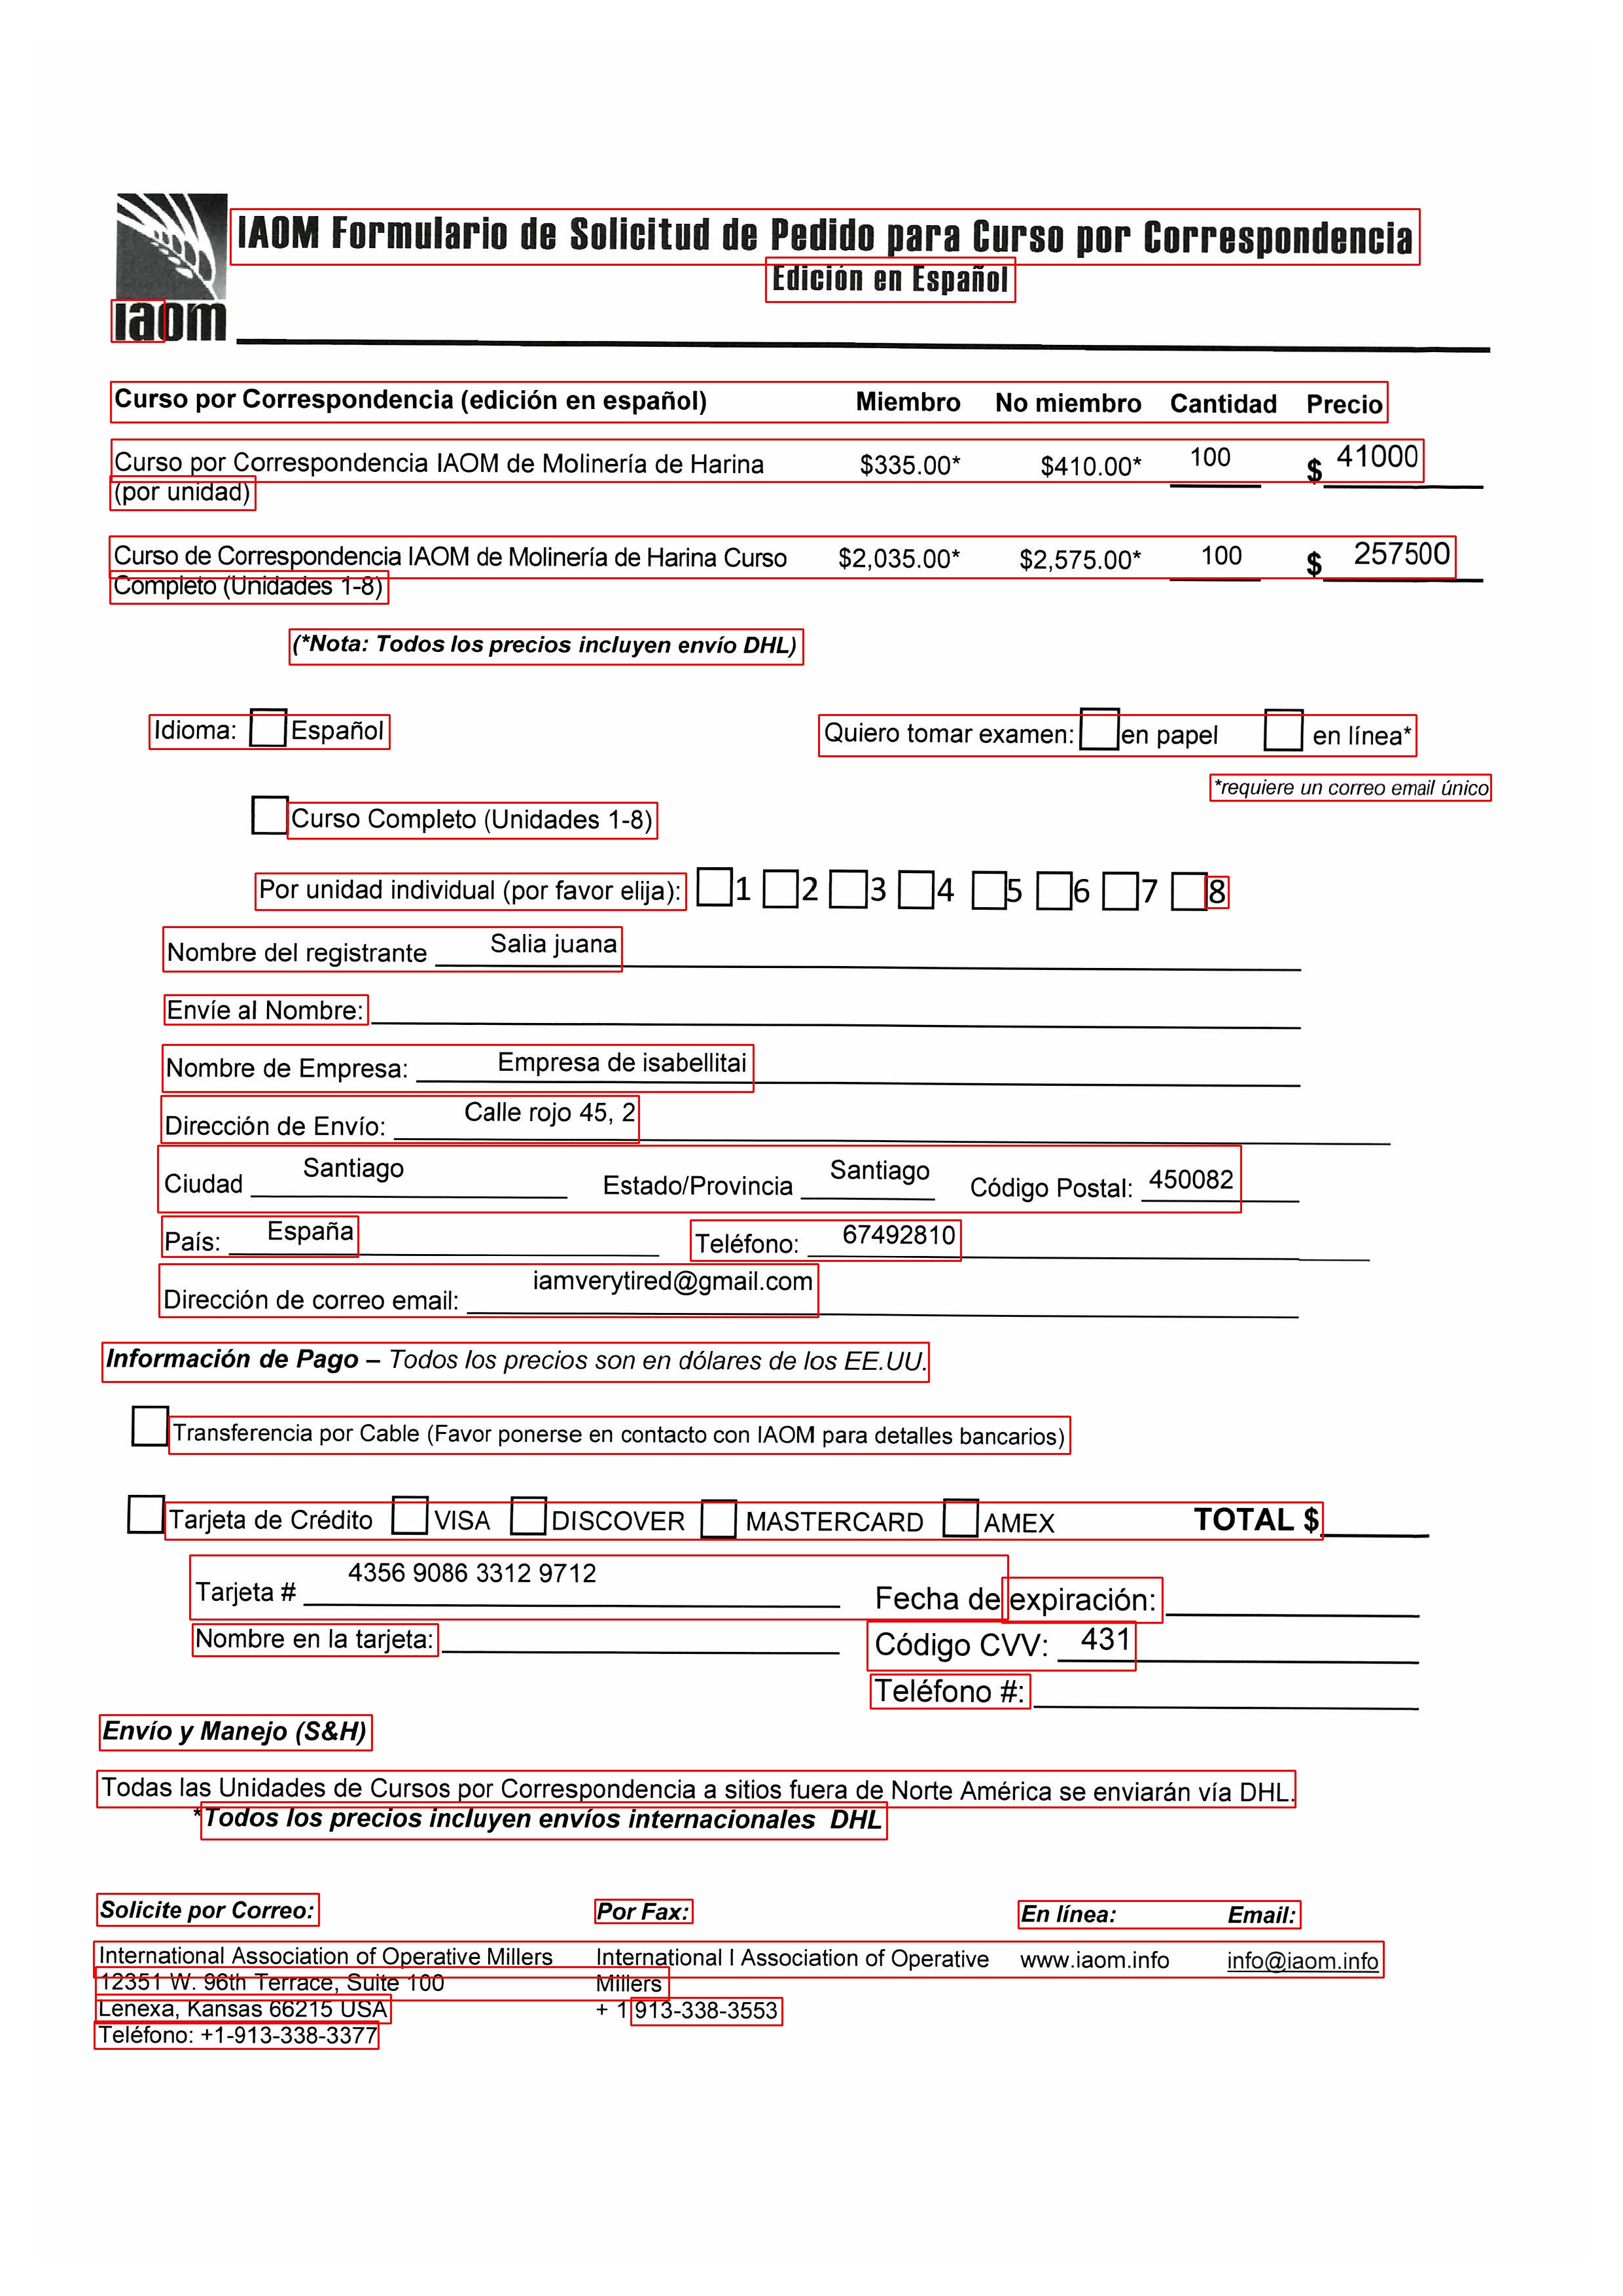 IAOM Formulario de Solicitud de Pedido para Curso por Correspondencia
Edición en Español
iaom
Curso por Correspondencia (edición en español) Miembro No miembro Cantidad Precio
Curso por Correspondencia IAOM de Molinería de Harina $335.00* $410.00* 100 $ 41000
(por unidad)
Curso de Correspondencia IAOM de Molinería de Harina Curso $2,035.00* $2,575.00* 100 $ 257500
Completo (Unidades 1-8)
(*Nota: Todos los precios incluyen envío DHL)
Idioma: Español Quiero tomar examen: en papel en línea*
*requiere un correo email único
Curso Completo (Unidades 1-8)
Por unidad individual (por favor elija): 1 2 3 4 5 6 7 8
Nombre del registrante Salia juana
Envíe al Nombre:
Nombre de Empresa: Empresa de isabellitai
Dirección de Envío: Calle rojo 45, 2
Ciudad Santiago Estado/Provincia Santiago Código Postal: 450082
País: España Teléfono: 67492810
Dirección de correo email: iamverytired@gmail.com
Información de Pago – Todos los precios son en dólares de los EE.UU.
Transferencia por Cable (Favor ponerse en contacto con IAOM para detalles bancarios)
Tarjeta de Crédito VISA DISCOVER MASTERCARD AMEX TOTAL $
Tarjeta # 4356 9086 3312 9712 Fecha de expiración:
Nombre en la tarjeta: Código CVV: 431
Teléfono #:
Envío y Manejo (S&H)
Todas las Unidades de Cursos por Correspondencia a sitios fuera de Norte América se enviarán vía DHL.
*Todos los precios incluyen envíos internacionales DHL
Solicite por Correo: Por Fax: En línea: Email:
International Association of Operative Millers International I Association of Operative www.iaom.info info@iaom.info
12351 W. 96th Terrace, Suite 100 Millers
Lenexa, Kansas 66215 USA + 1 913-338-3553
Teléfono: +1-913-338-3377